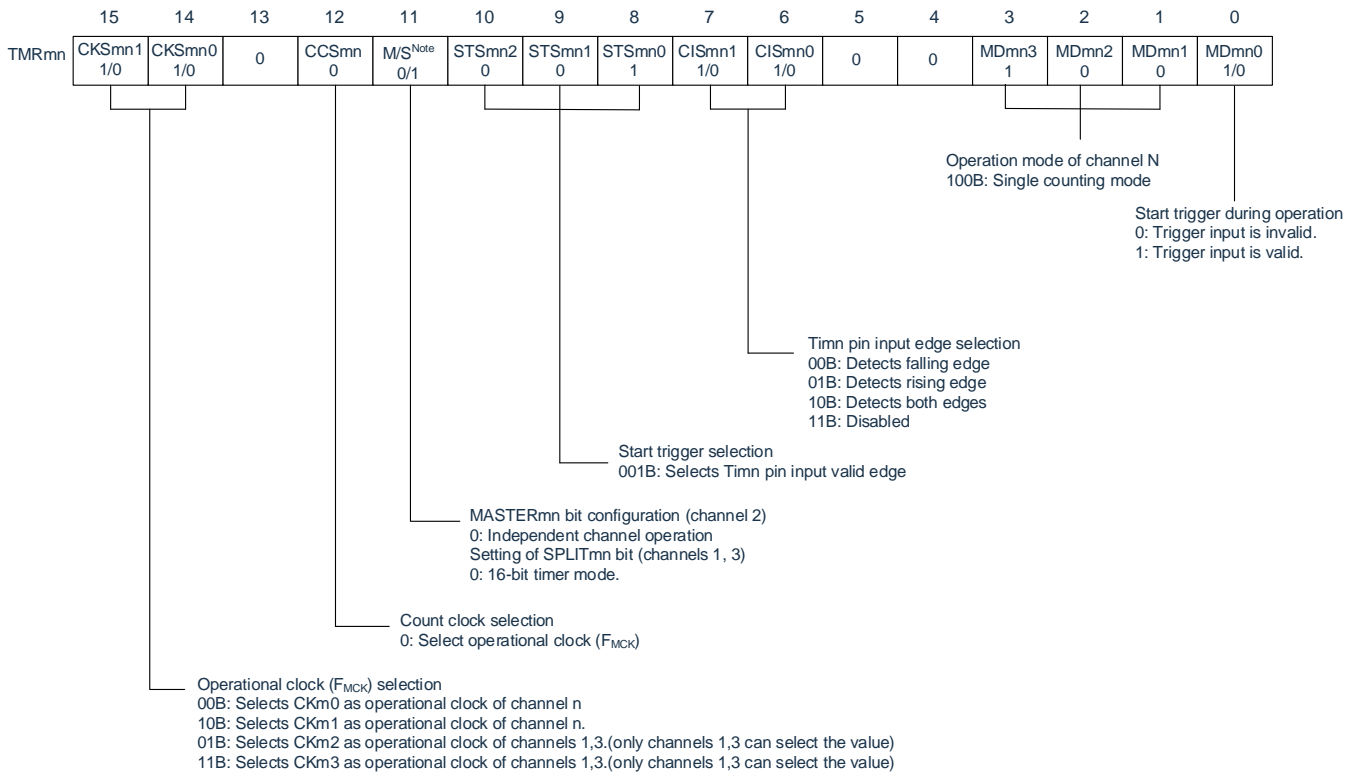 15 14 13 12 11 10 9 8 7 6 5 4 3 2 1 0
TMRmn CKSmn1 CKSmn0 0 CCSmn M/SNote STSmn2 STSmn1 STSmn0 CISmn1 CISmn0 0 0 MDmn3 MDmn2 MDmn1 MDmn0
1/0 1/0 0 0/1 0 0 1 1/0 1/0 1 0 0 1/0
Operation mode of channel N
100B: Single counting mode
Start trigger during operation
0: Trigger input is invalid.
1: Trigger input is valid.
Timn pin input edge selection
00B: Detects falling edge
01B: Detects rising edge
10B: Detects both edges
11B: Disabled
Start trigger selection
001B: Selects Timn pin input valid edge
MASTERmn bit configuration (channel 2)
0: Independent channel operation
Setting of SPLITmn bit (channels 1, 3)
0: 16-bit timer mode.
Count clock selection
0: Select operational clock (FMCK)
Operational clock (FMCK) selection
00B: Selects CKm0 as operational clock of channel n
10B: Selects CKm1 as operational clock of channel n.
01B: Selects CKm2 as operational clock of channels 1,3.(only channels 1,3 can select the value)
11B: Selects CKm3 as operational clock of channels 1,3.(only channels 1,3 can select the value)